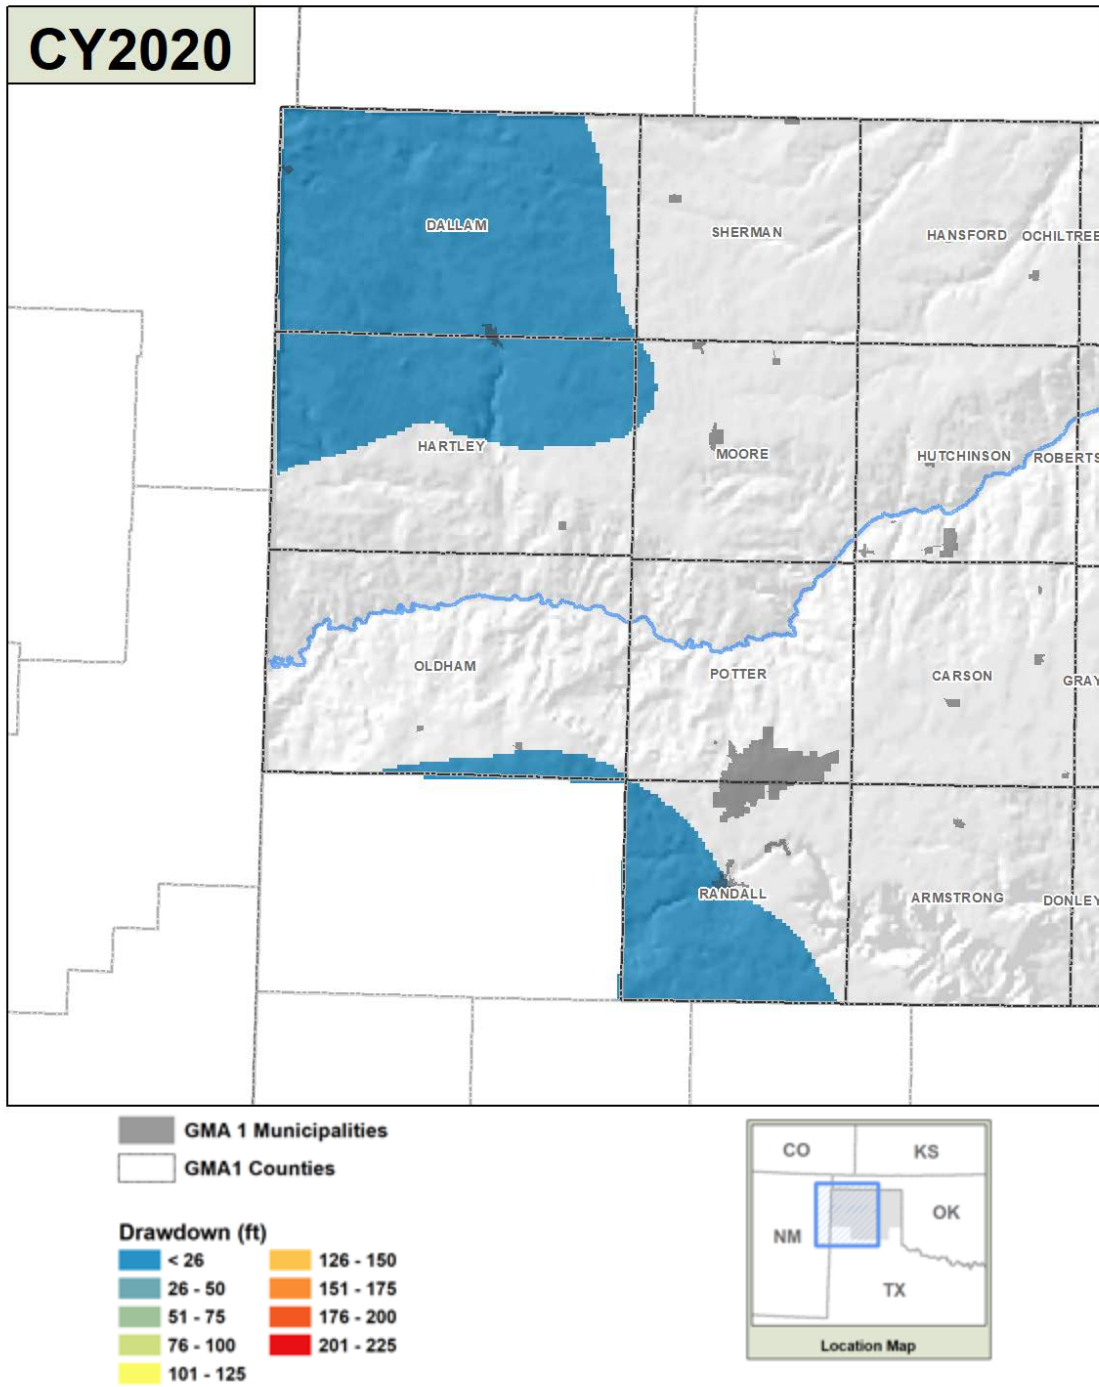 CY2020
DALLAM
SHERMAN
HANSFORD
OCHILTREE
HARTLEY
MOORE
HUTCHINSON
ROBERTS
OLDHAM
POTTER
CARSON
GRAY
RANDALL
ARMSTRONG
DONLEY
GMA 1 Municipalities
GMA1 Counties
Drawdown (ft)
< 26
26 - 50
51 - 75
76 - 100
101 - 125
126 - 150
151 - 175
176 - 200
201 - 225
CO
KS
NM
OK
TX
Location Map